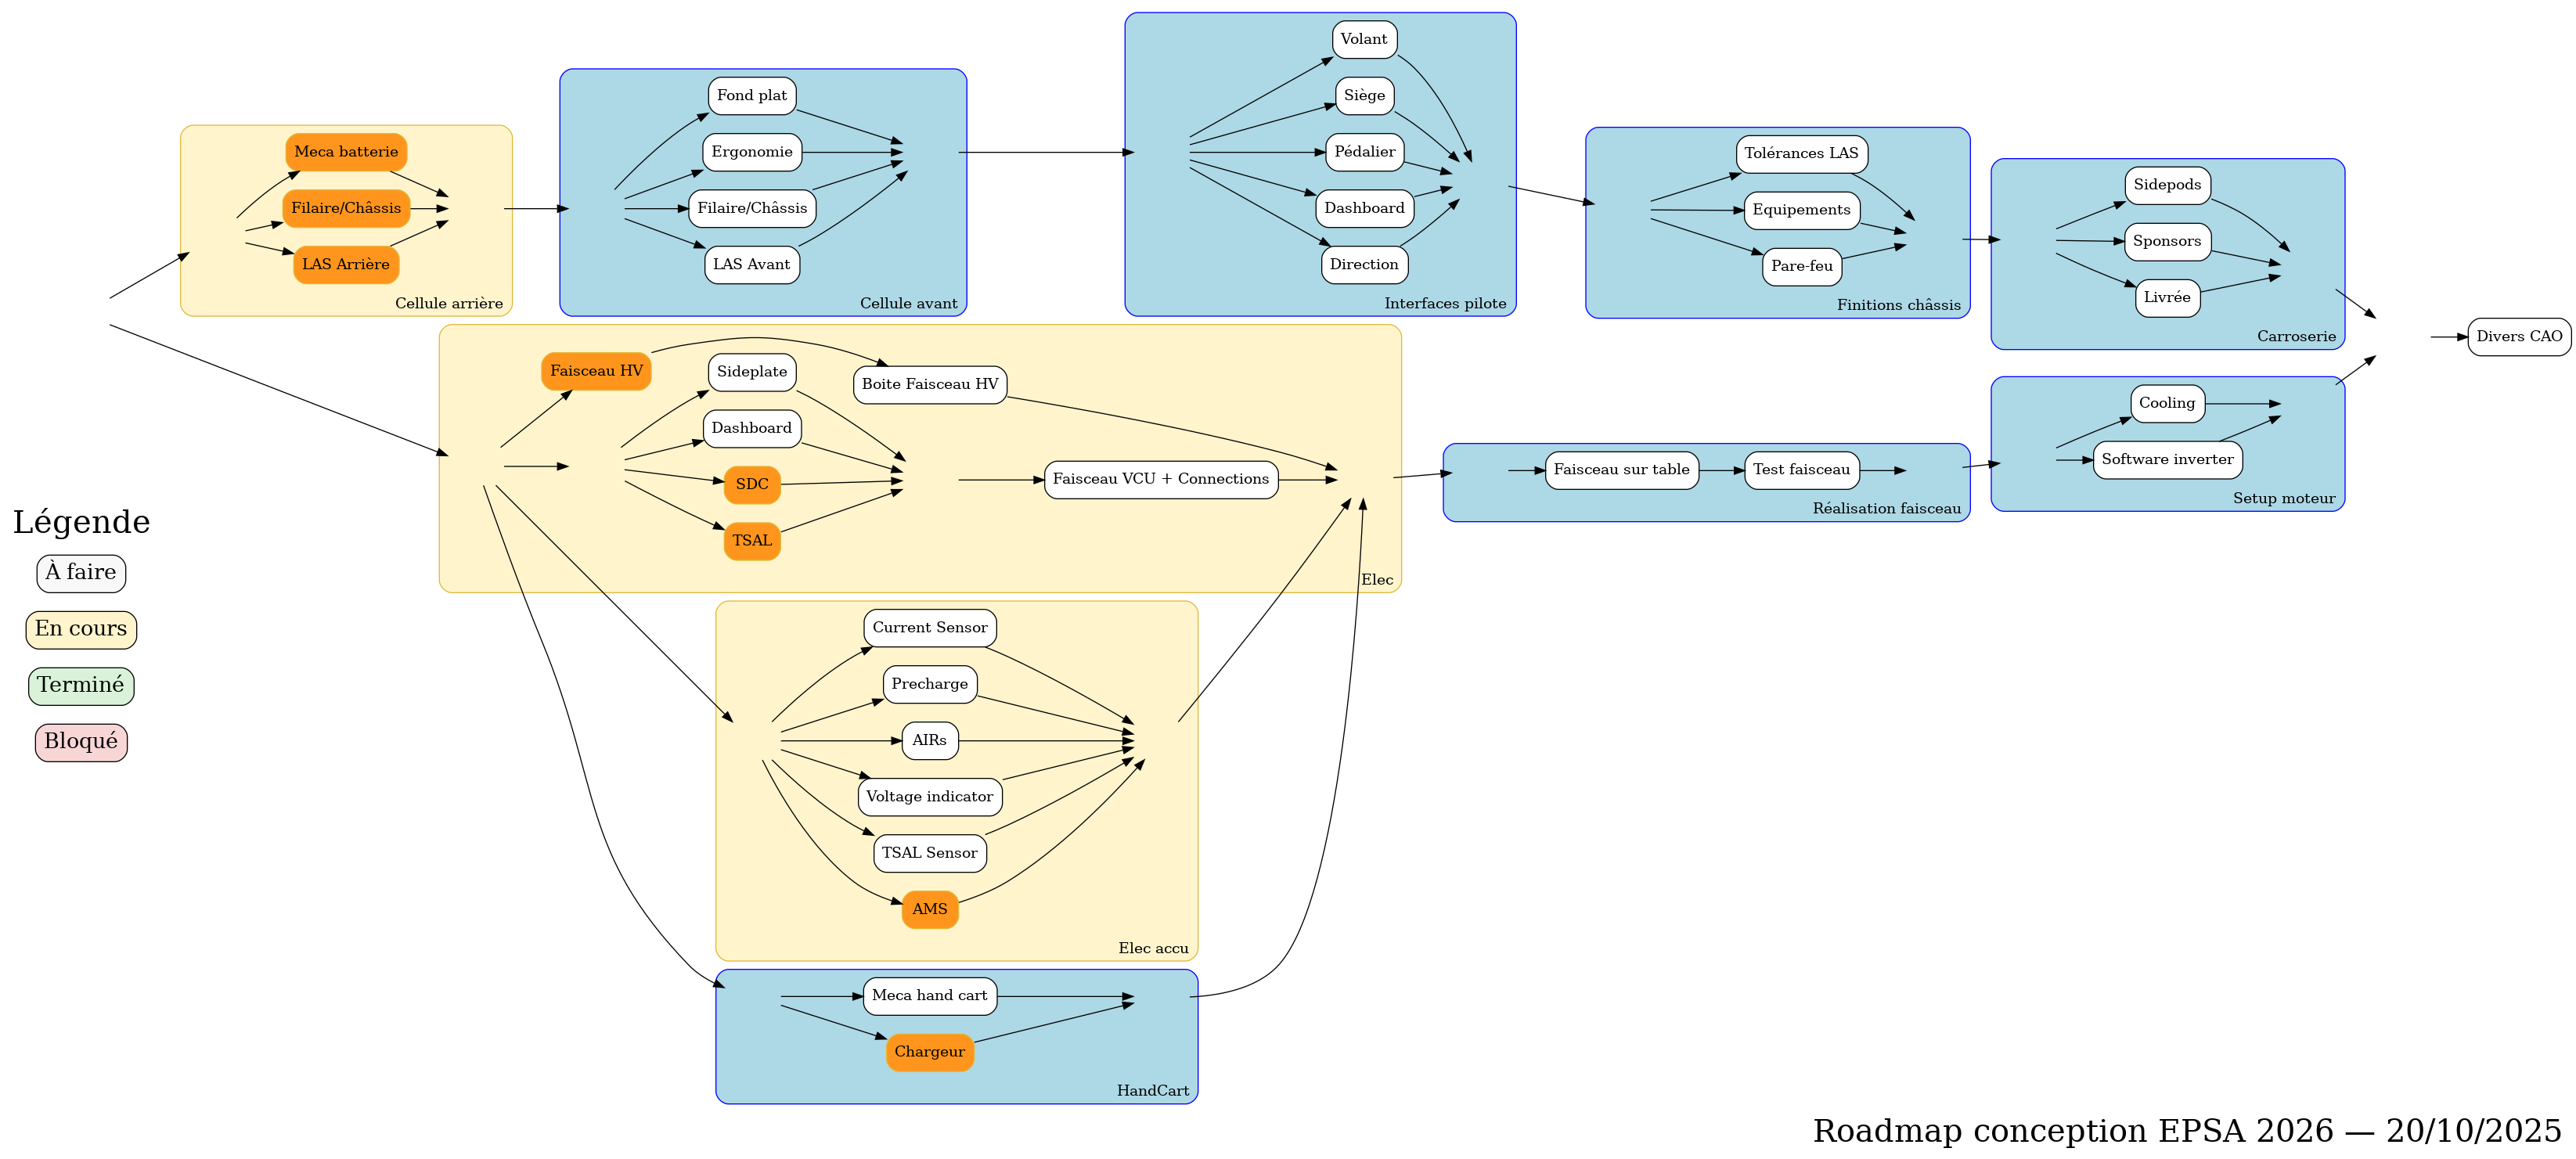 Volant
Siège
Pédalier
Dashboard
Direction
Interfaces pilote
Fond plat
Ergonomie
Filaire/Châssis
LAS Avant
Cellule avant
Meca batterie
Filaire/Châssis
LAS Arrière
Cellule arrière
Tolérances LAS
Equipements
Pare-feu
Finitions châssis
Sidepods
Sponsors
Livrée
Carroserie
Divers CAO
Faisceau HV
Sideplate
Boite Faisceau HV
Dashboard
SDC
Faisceau VCU + Connections
TSAL
Elec
Faisceau sur table
Test faisceau
Réalisation faisceau
Cooling
Software inverter
Setup moteur
Légende
À faire
En cours
Terminé
Bloqué
Current Sensor
Precharge
AIRs
Voltage indicator
TSAL Sensor
AMS
Elec accu
Meca hand cart
Chargeur
HandCart
Roadmap conception EPSA 2026 — 20/10/2025